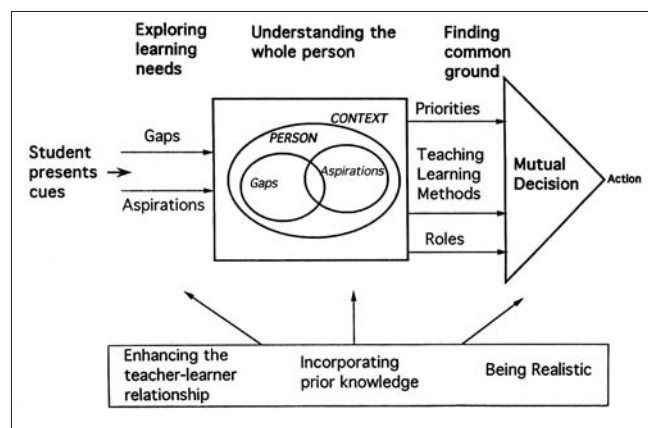 Exploring
learning
needs
Understanding the
whole person
Finding
common
ground
Student
presents
cues
Gaps
Aspirations
CONTEXT
PERSON
Gaps
Aspirations
Priorities
Teaching
Learning
Methods
Roles
Mutual
Decision
Action
Enhancing the
teacher-learner
relationship
Incorporating
prior knowledge
Being Realistic